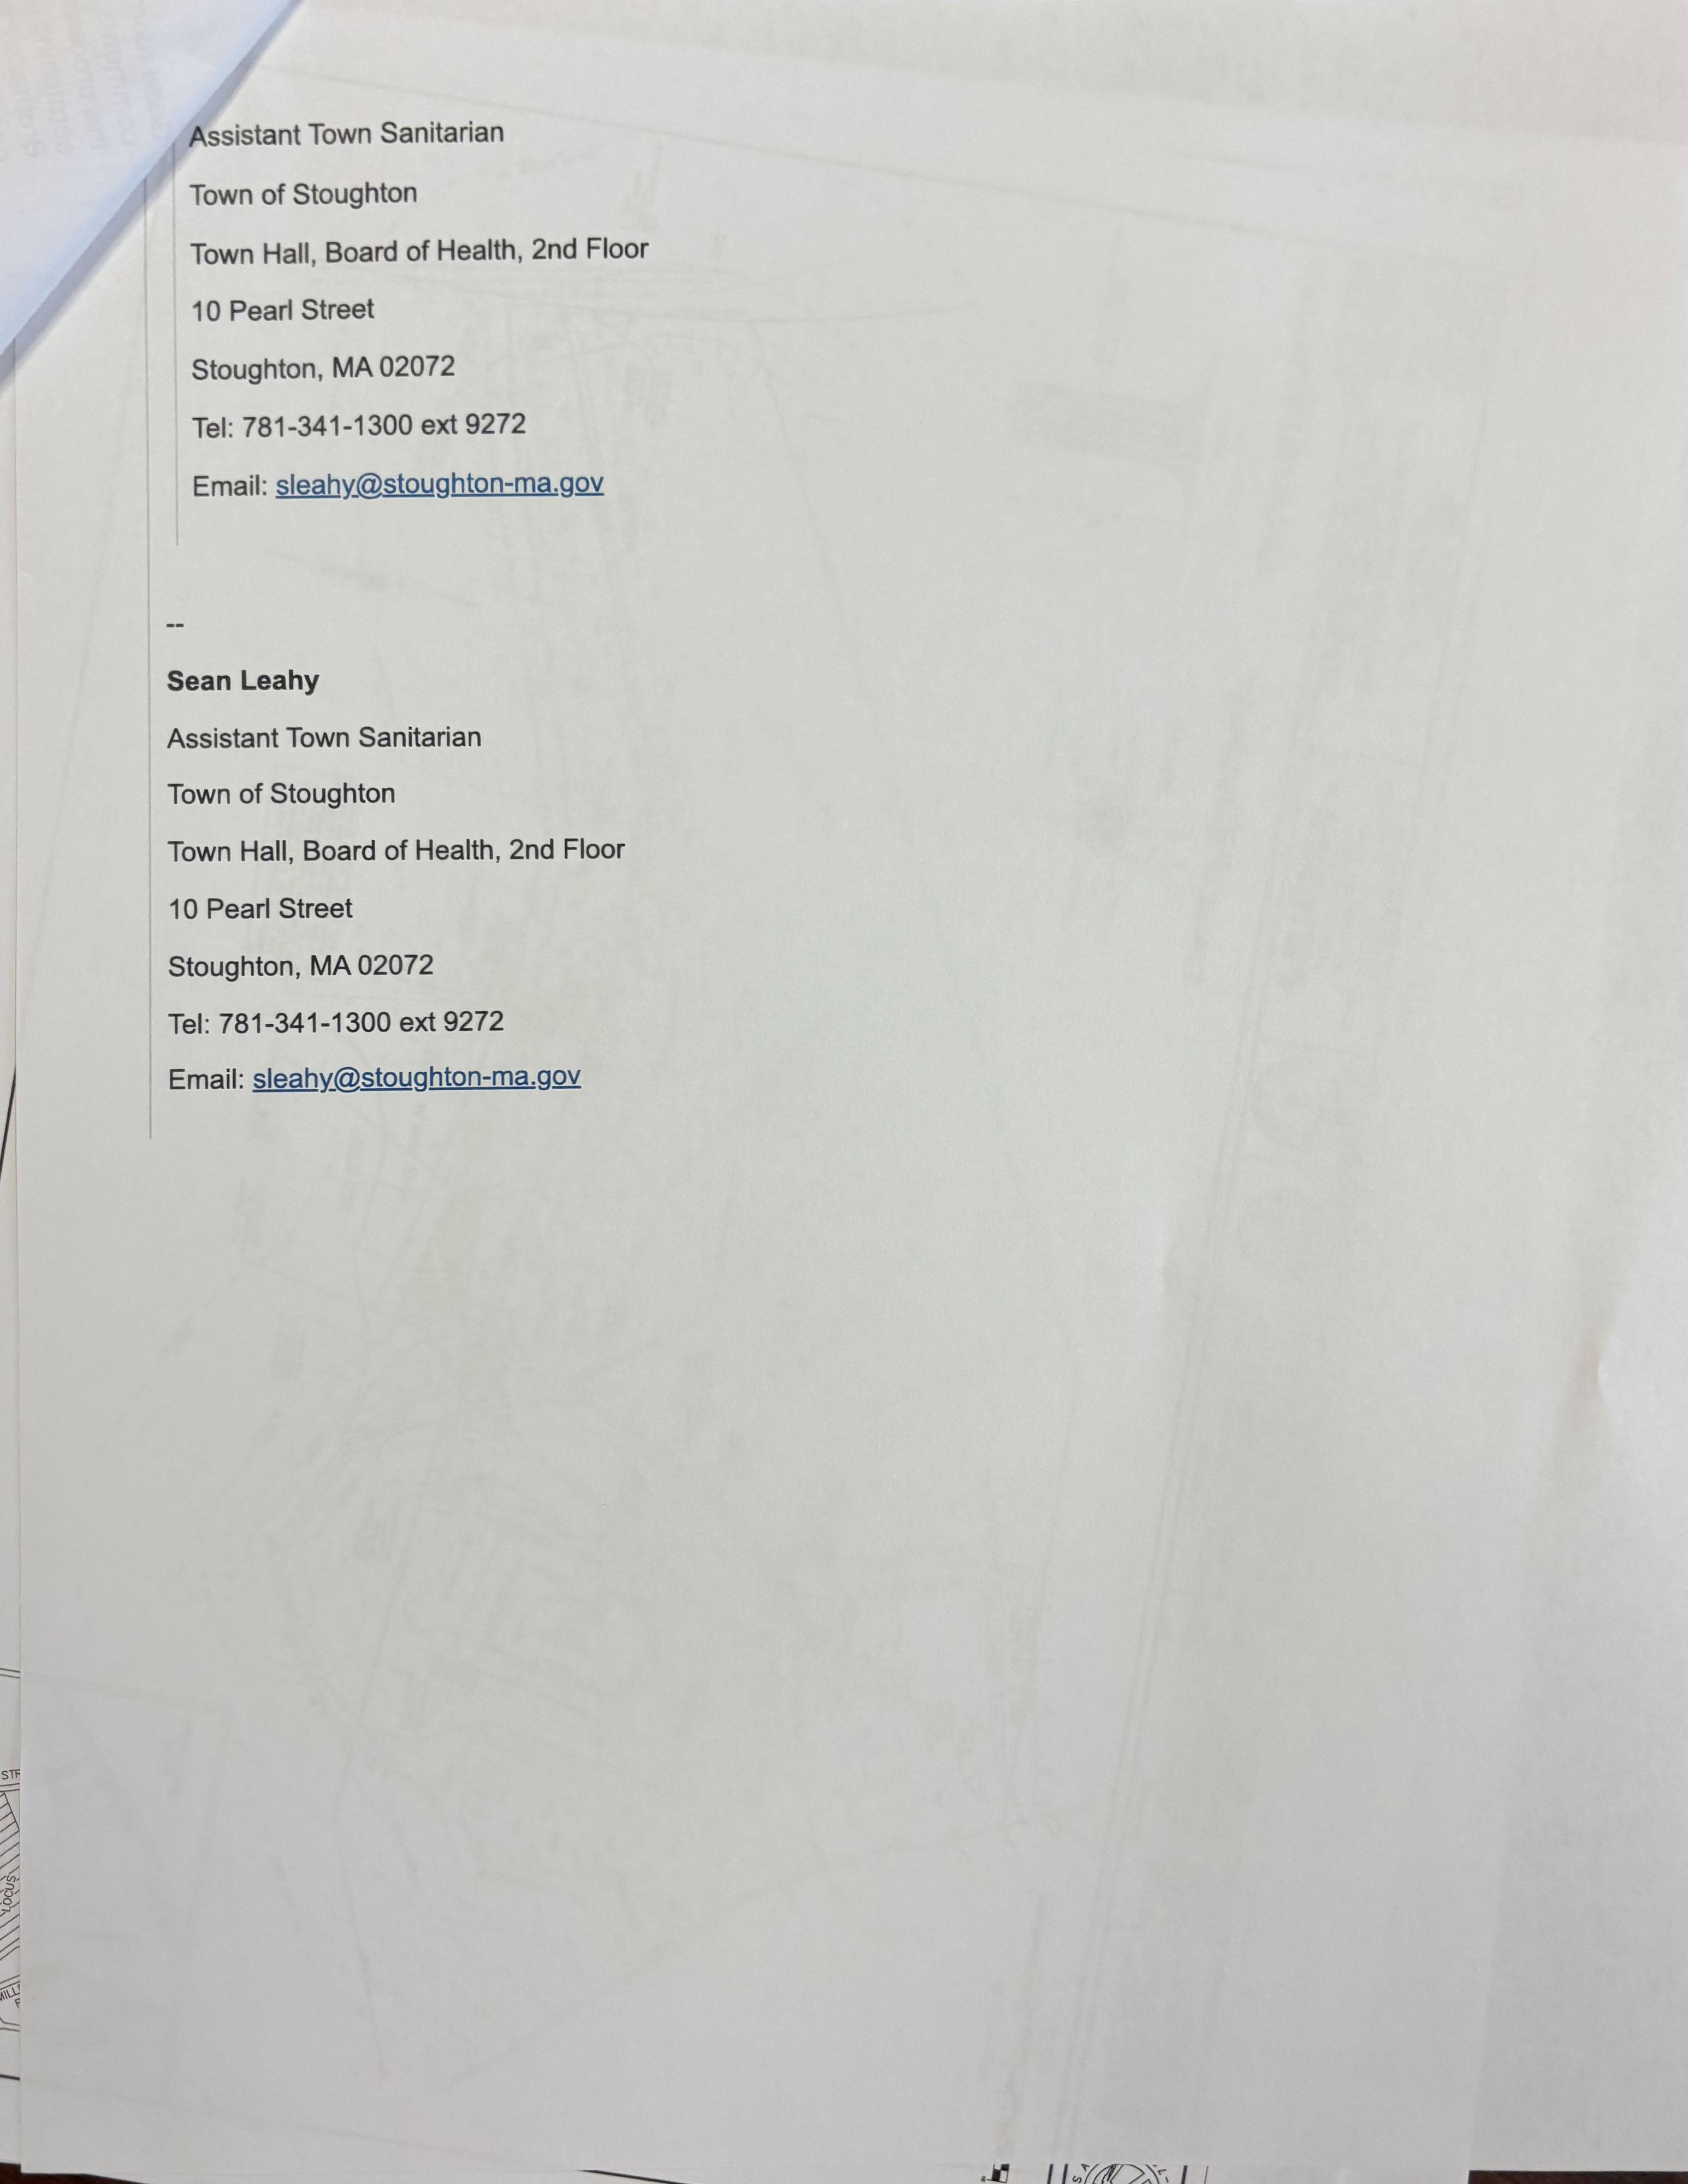 Assistant Town Sanitarian
Town of Stoughton
Town Hall, Board of Health, 2nd Floor
10 Pearl Street
Stoughton, MA 02072
Tel: 781-341-1300 ext 9272
Email: sleahy@stoughton-ma.gov
--
Sean Leahy
Assistant Town Sanitarian
Town of Stoughton
Town Hall, Board of Health, 2nd Floor
10 Pearl Street
Stoughton, MA 02072
Tel: 781-341-1300 ext 9272
Email: sleahy@stoughton-ma.gov
STR
LOCUS